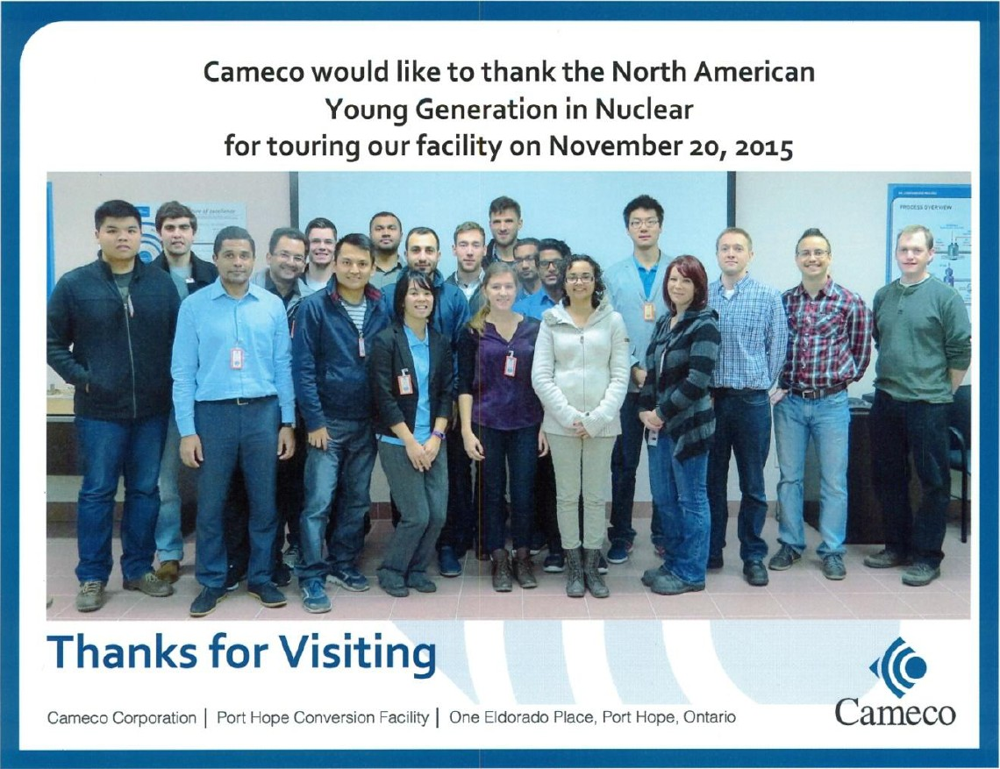 Cameco would like to thank the North American
Young Generation in Nuclear
for touring our facility on November 20, 2015
of excellence
PROCESS OVERVIEW
Thanks for Visiting
Cameco Corporation | Port Hope Conversion Facility | One Eldorado Place, Port Hope, Ontario
Cameco